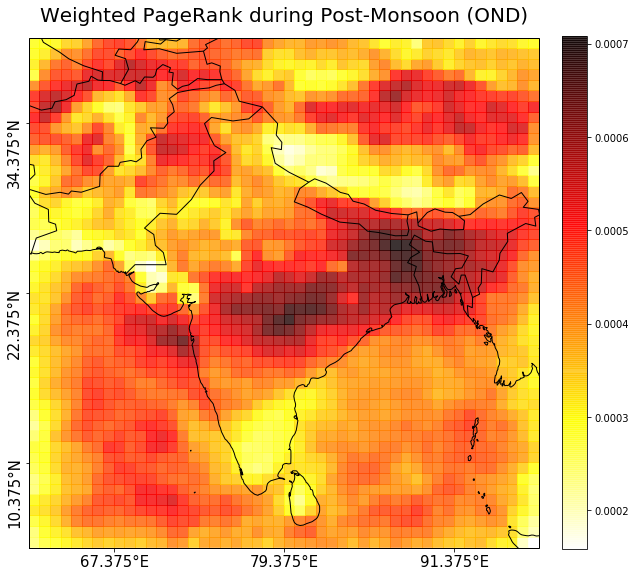 Weighted PageRank during Post-Monsoon (OND)
0.0007
0.0006
34.375°N
0.0005
22.375°N
0.0004
0.0003
10.375°N
0.0002
67.375°E 79.375°E 91.375°E